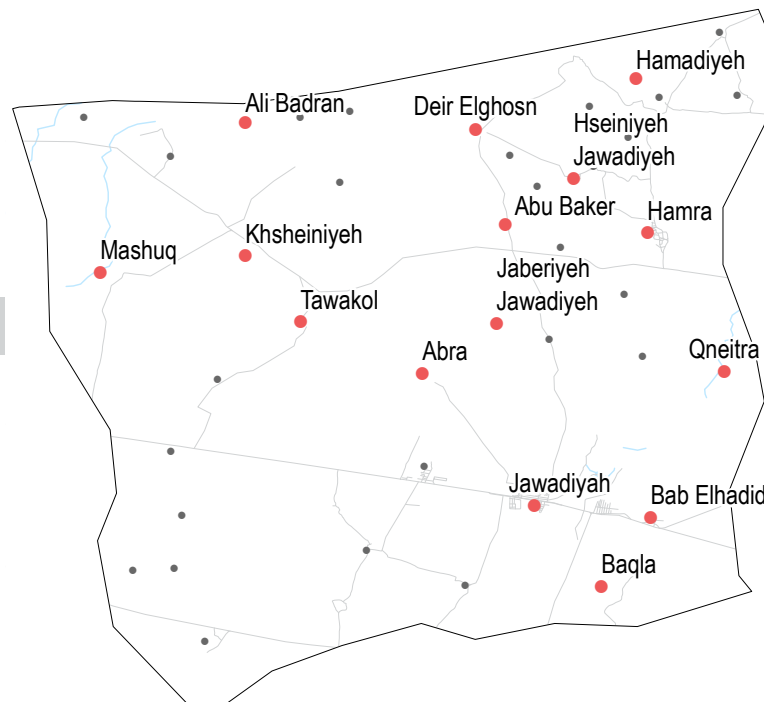 Hamadiyeh
Ali Badran
Deir Elghosn
Hseiniyeh
Jawadiyeh
Abu Baker
Hamra
Mashuq
Khsheiniyeh
Jaberiyeh
Jawadiyeh
Tawakol
Abra
Qneitra
Jawadiyah
Bab Elhadid
Baqla